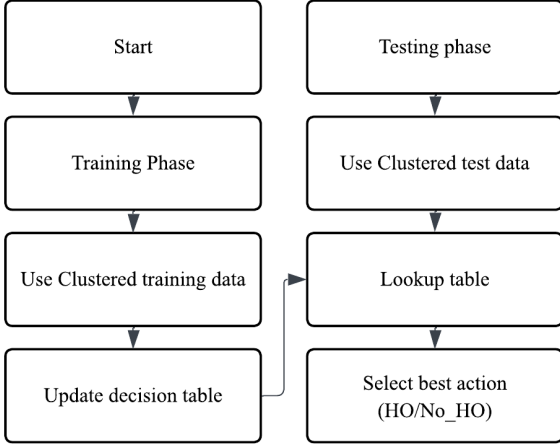 Start
Training Phase
Use Clustered training data
Update decision table
Testing phase
Use Clustered test data
Lookup table
Select best action
(HO/No_HO)